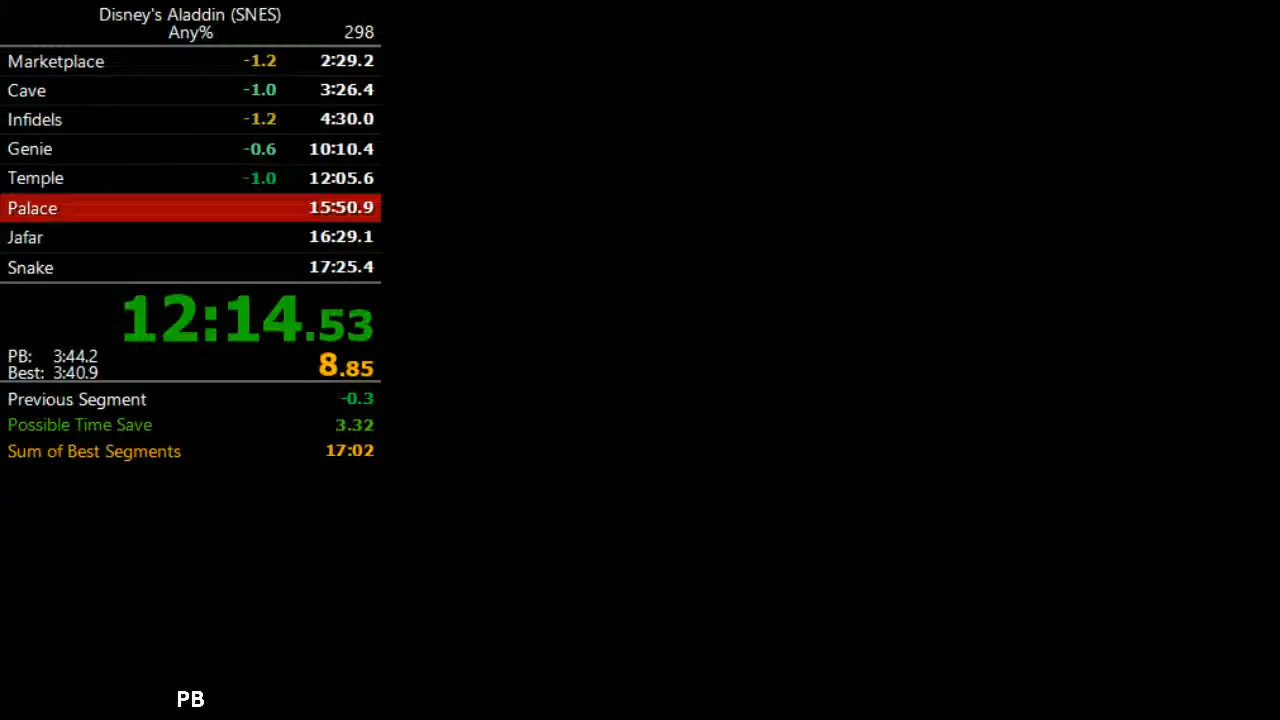 Disney's Aladdin (SNES)
Any% 298
Marketplace -1.2 2:29.2
Cave -1.0 3:26.4
Infidels -1.2 4:30.0
Genie -0.6 10:10.4
Temple -1.0 12:05.6
Palace 15:50.9
Jafar 16:29.1
Snake 17:25.4
12:14.53
PB: 3:44.2
Best: 3:40.9
8.85
Previous Segment -0.3
Possible Time Save 3.32
Sum of Best Segments 17:02
PB